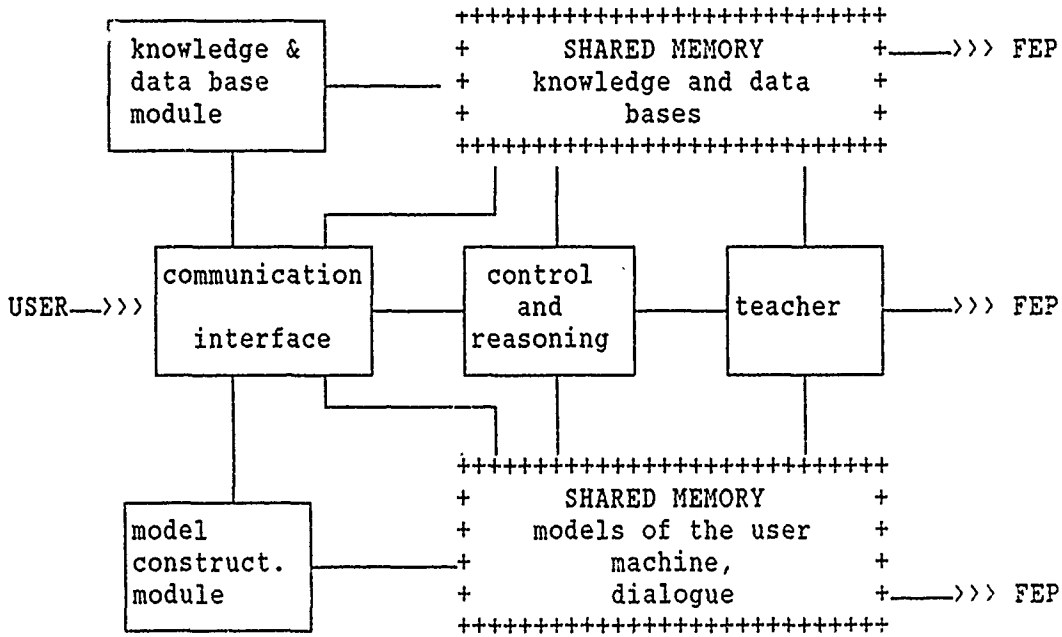 knowledge &
data base
module
SHARED MEMORY
knowledge and data
bases
>>> FEP
USER >>>
communication
interface
control
and
reasoning
teacher
>>> FEP
model
construct.
module
SHARED MEMORY
models of the user
machine,
dialogue
>>> FEP